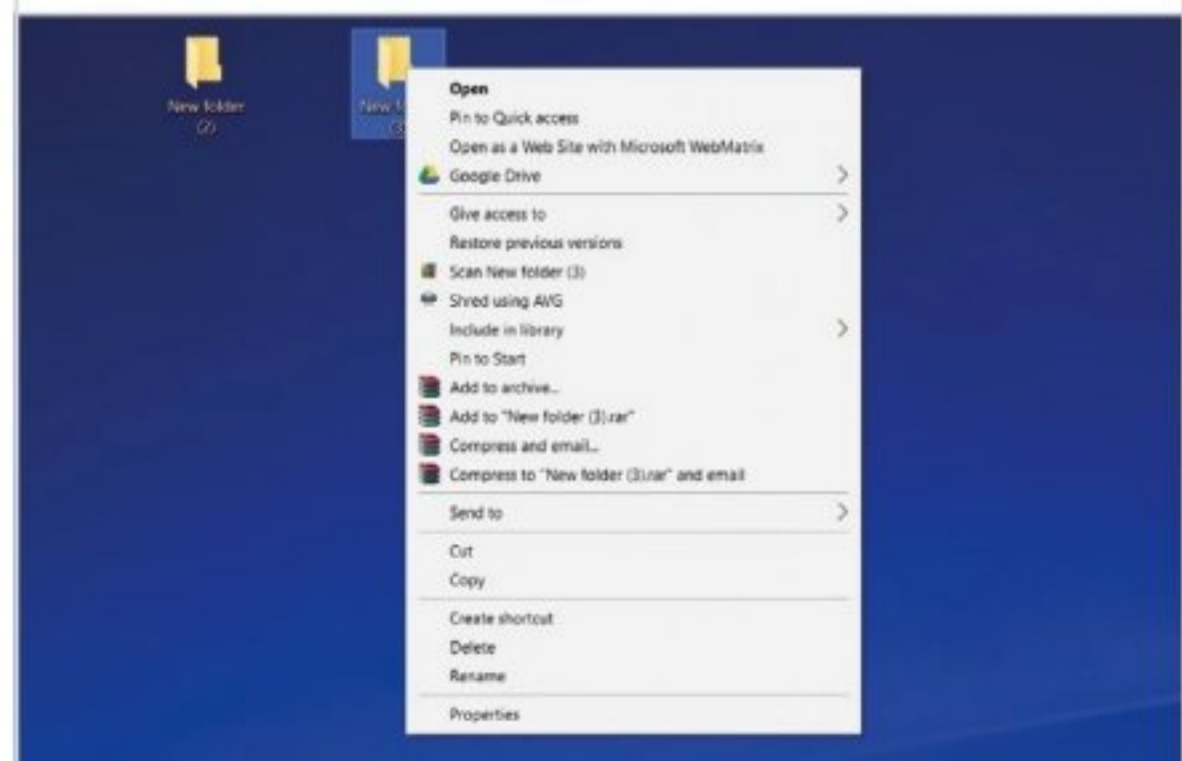 New folder
(2)
New f
(3)
Open
Pin to Quick access
Open as a Web Site with Microsoft WebMatrix
Google Drive
Give access to
Restore previous versions
Scan New folder (3)
Shred using AVG
Include in library
Pin to Start
Add to archive...
Add to "New folder (3).rar"
Compress and email...
Compress to "New folder (3).rar" and email
Send to
Cut
Copy
Create shortcut
Delete
Rename
Properties